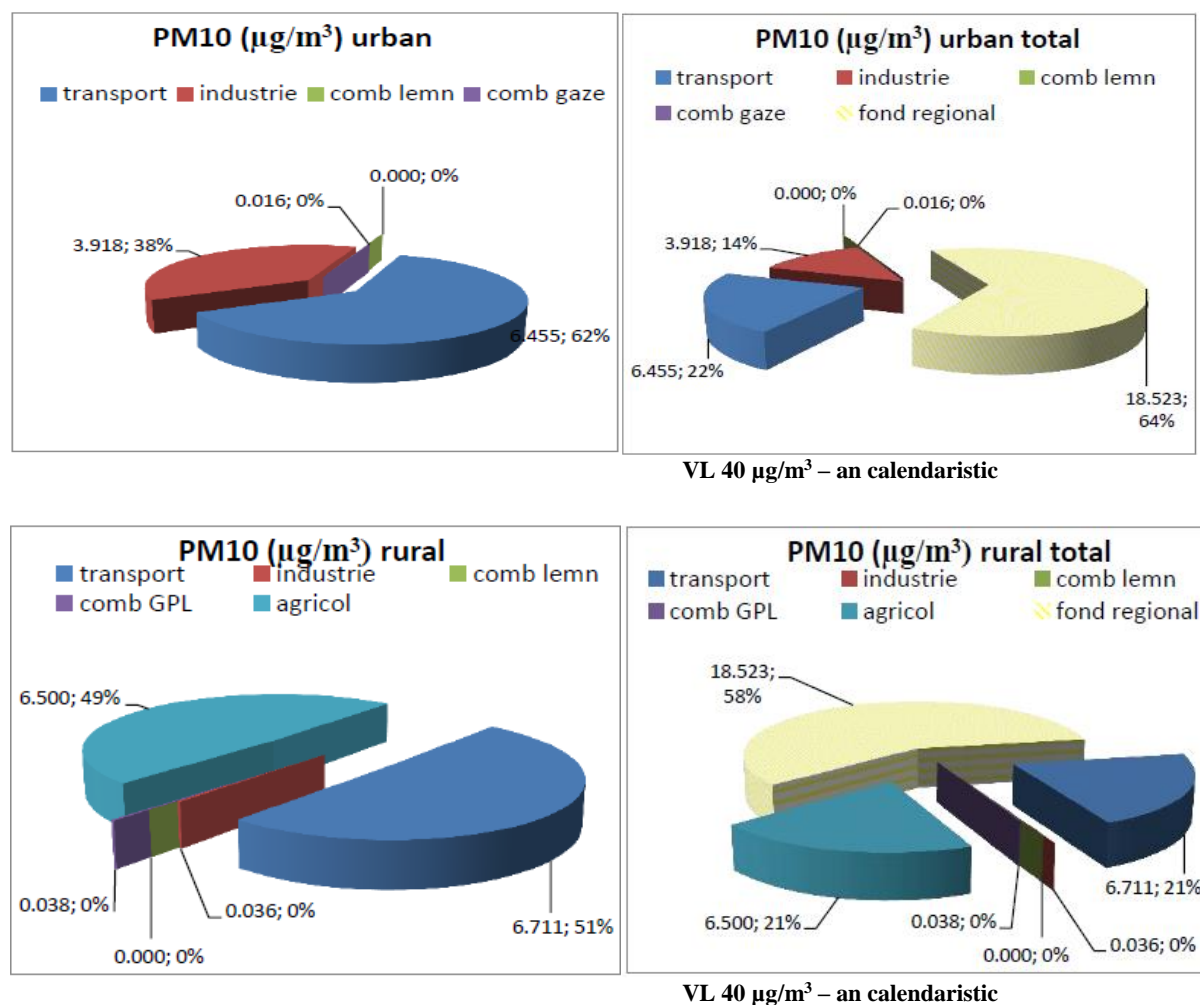 PM10 (µg/m³) urban
transport industrie comb lemn comb gaze
0.000; 0%
0.016; 0%
3.918; 38%
6.455; 62%
PM10 (µg/m³) urban total
transport industrie comb lemn
comb gaze fond regional
0.000; 0%
0.016; 0%
3.918; 14%
6.455; 22%
18.523;
64%
VL 40 µg/m³ – an calendaristic
PM10 (µg/m³) rural
transport industrie comb lemn
comb GPL agricol
6.500; 49%
0.038; 0%
0.036; 0%
6.711; 51%
0.000; 0%
PM10 (µg/m³) rural total
transport industrie comb lemn
comb GPL agricol fond regional
18.523;
58%
6.711; 21%
6.500; 21%
0.038; 0%
0.036; 0%
0.000; 0%
VL 40 µg/m³ – an calendaristic